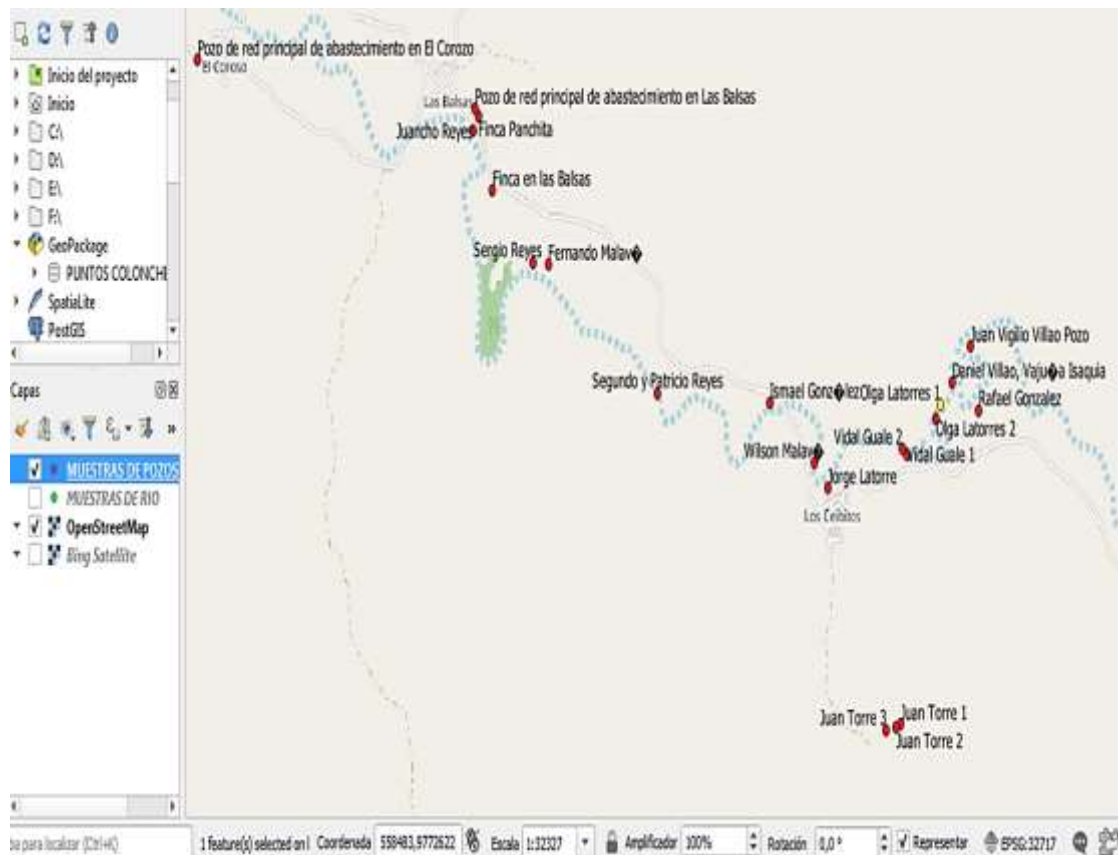 Inicio del proyecto
Inicio
C:\
D:\
E:\
F:\
GeoPackage
PUNTOS COLONCHE
SpatiaLite
PostGIS
Capas
MUESTRAS DE POZOS
MUESTRAS DE RIO
OpenStreetMap
Bing Satellite
Pozo de red principal de abastecimiento en El Corozo
El Coroso
Las Balsas
Pozo de red principal de abastecimiento en Las Balsas
Juancho Reyes
Finca Panchita
Finca en las Balsas
Sergio Reyes
Fernando Malav�
Juan Vigilio Villao Pozo
Segundo y Patricio Reyes
Daniel Villao, Vaju�a Isaquia
Ismael Gonz�lez
Olga Latorres 1
Rafael Gonzalez
Olga Latorres 2
Vidal Guale 2
Vidal Guale 1
Wilson Malav�
Jorge Latorre
Los Ceibitos
Juan Torre 3
Juan Torre 1
Juan Torre 2
para localizar (Ctrl+K)
1 feature(s) selected on l
Coordenada
558483,9772622
Escala
1:32327
Amplificador
100%
Rotación
0,0 °
Representar
EPSG:32717